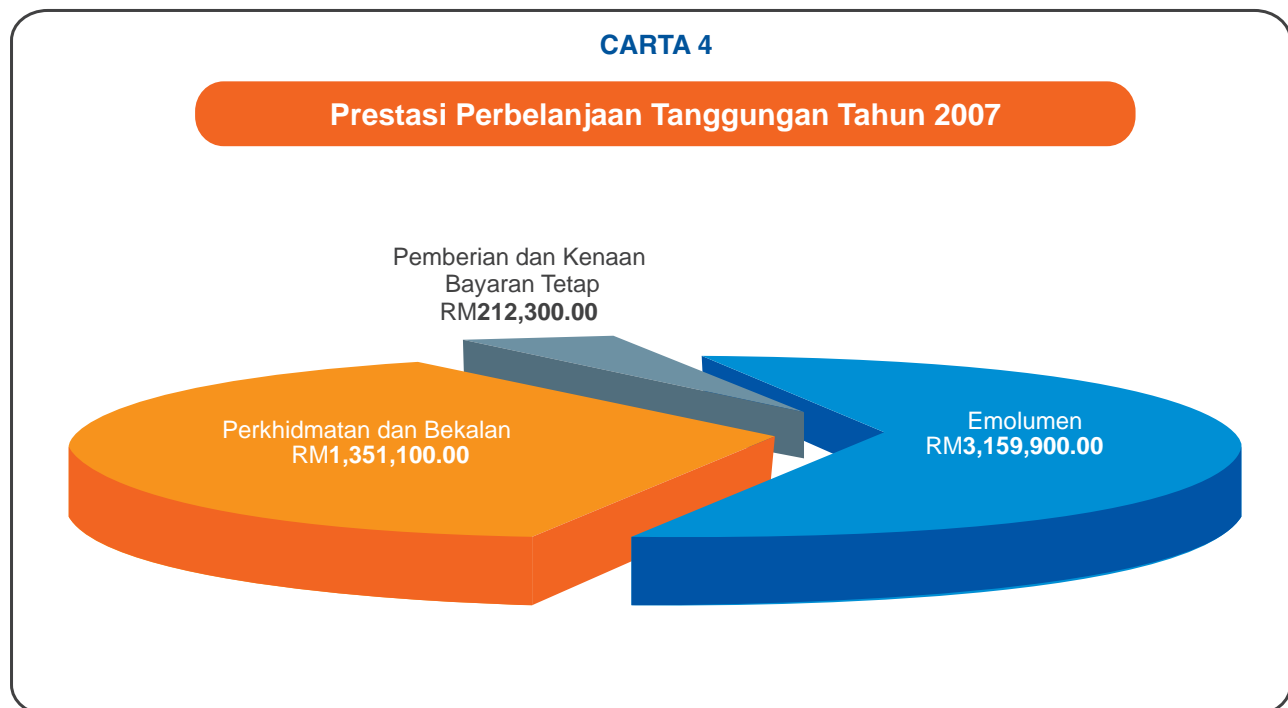 CARTA 4
Prestasi Perbelanjaan Tanggungan Tahun 2007
Pemberian dan Kenaan
Bayaran Tetap
RM212,300.00
Perkhidmatan dan Bekalan
RM1,351,100.00
Emolumen
RM3,159,900.00